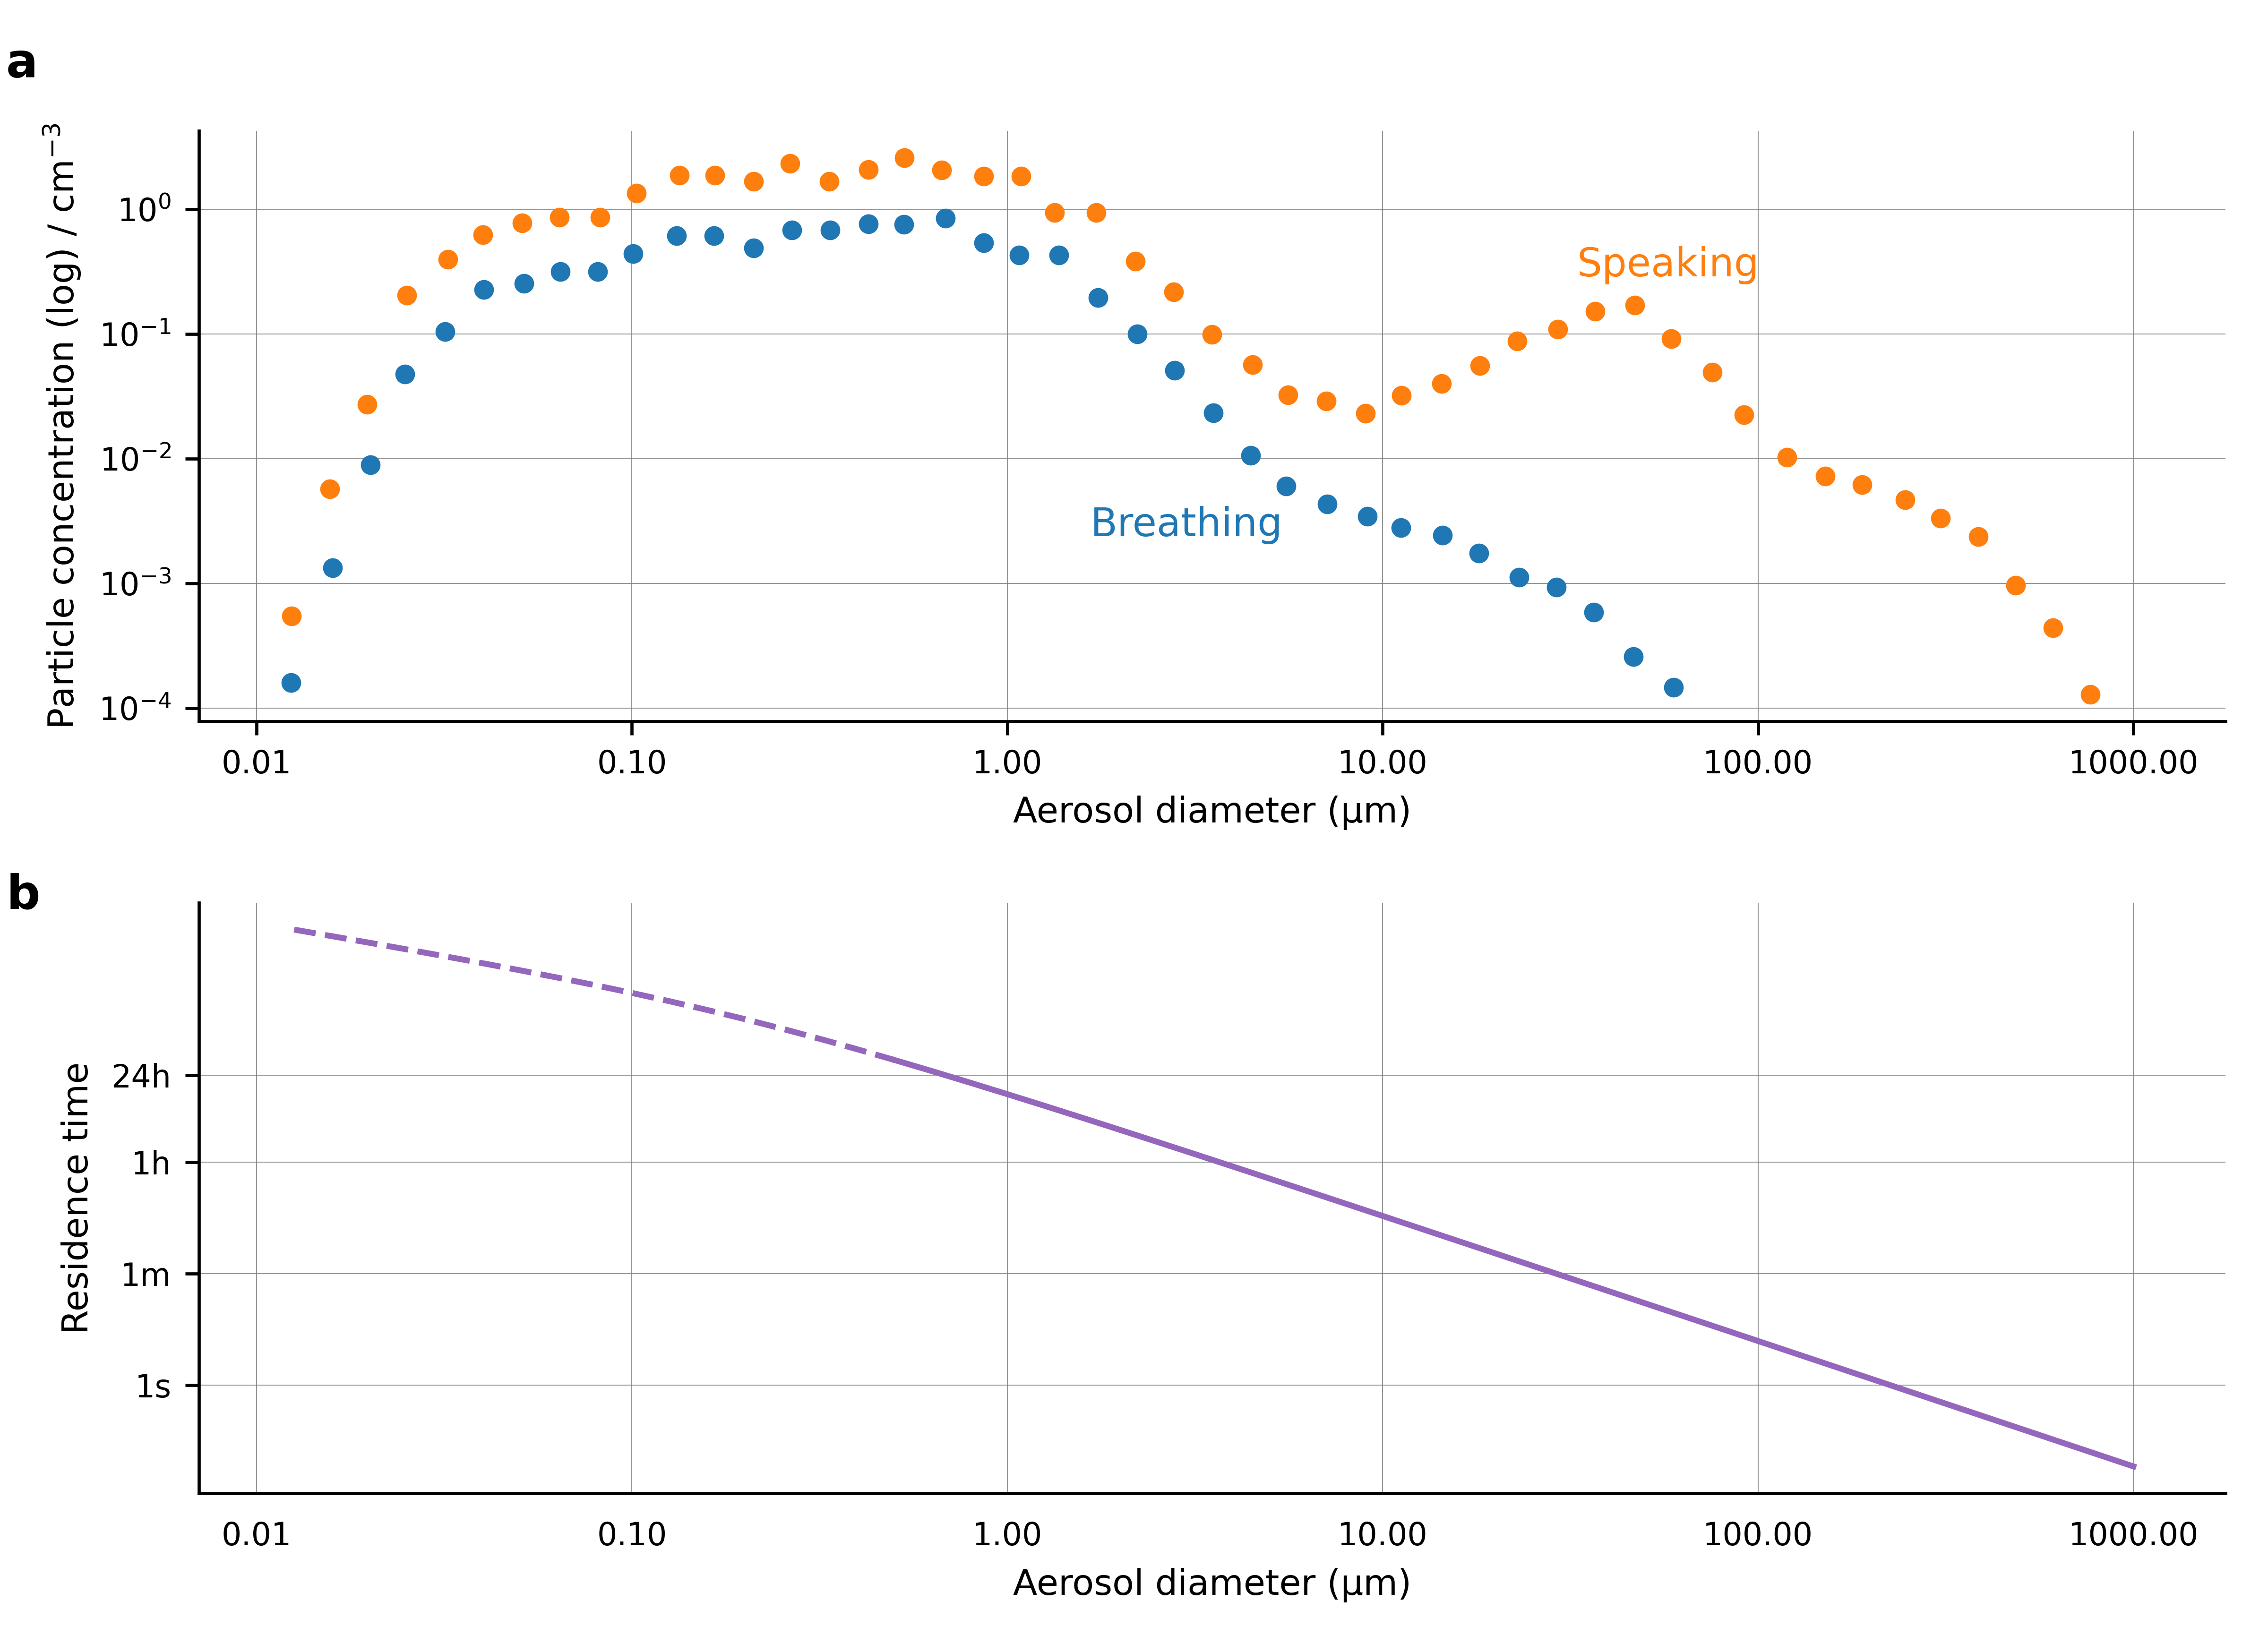 a
Particle concentration (log) / cm⁻³
10⁰
10⁻¹
10⁻²
10⁻³
10⁻⁴
Speaking
Breathing
0.01 0.10 1.00 10.00 100.00 1000.00
Aerosol diameter (μm)
b
Residence time
24h
1h
1m
1s
0.01 0.10 1.00 10.00 100.00 1000.00
Aerosol diameter (μm)